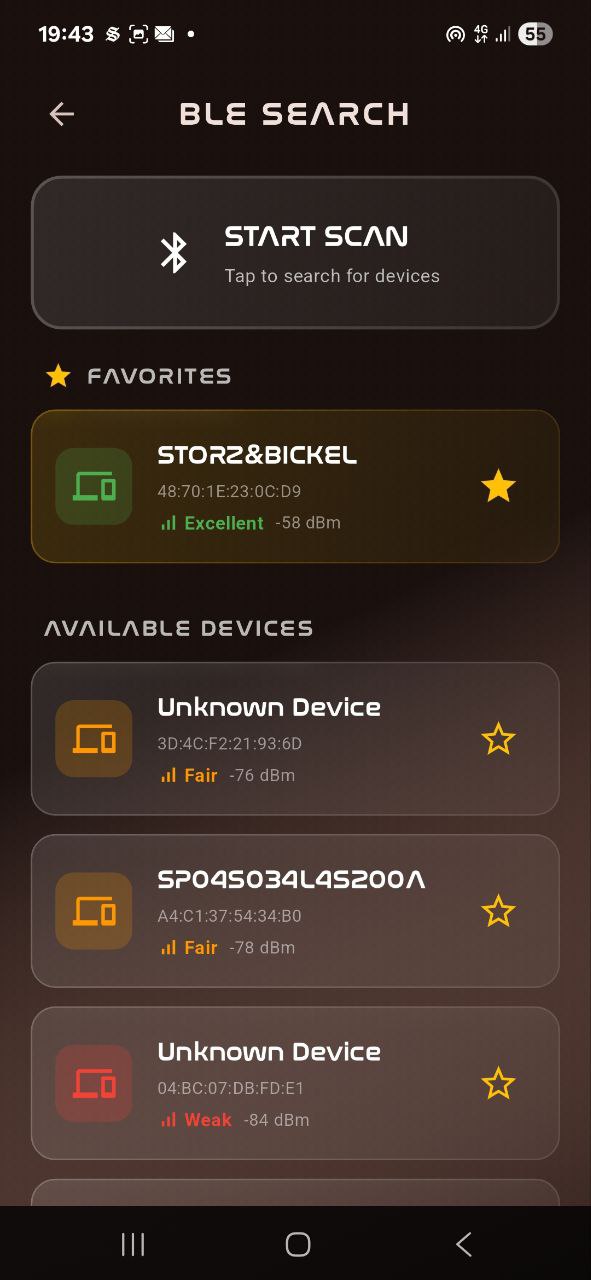 19:43
4G
55
BLE SEARCH
START SCAN
Tap to search for devices
FAVORITES
STORZ&BICKEL
48:70:1E:23:0C:D9
Excellent -58 dBm
AVAILABLE DEVICES
Unknown Device
3D:4C:F2:21:93:6D
Fair -76 dBm
SP04S034L4S200A
A4:C1:37:54:34:B0
Fair -78 dBm
Unknown Device
04:BC:07:DB:FD:E1
Weak -84 dBm